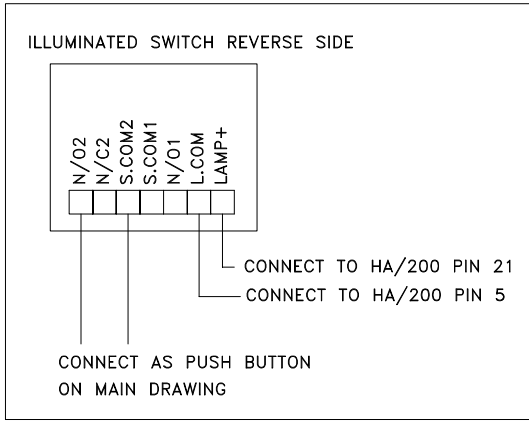 ILLUMINATED SWITCH REVERSE SIDE
N/O2
N/C2
S.COM2
S.COM1
N/O1
L.COM
LAMP+
CONNECT TO HA/200 PIN 21
CONNECT TO HA/200 PIN 5
CONNECT AS PUSH BUTTON
ON MAIN DRAWING